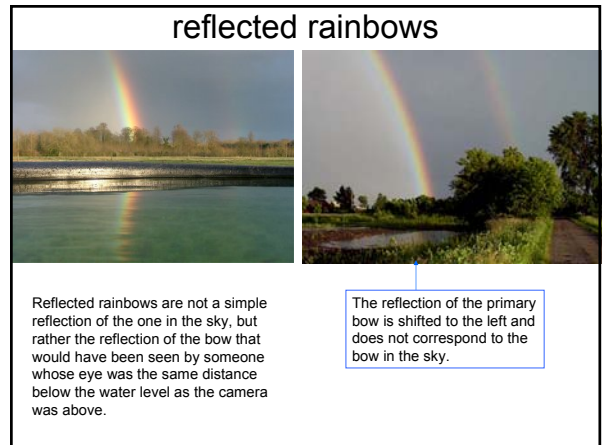 reflected rainbows
Reflected rainbows are not a simple
reflection of the one in the sky, but
rather the reflection of the bow that
would have been seen by someone
whose eye was the same distance
below the water level as the camera
was above.
The reflection of the primary
bow is shifted to the left and
does not correspond to the
bow in the sky.